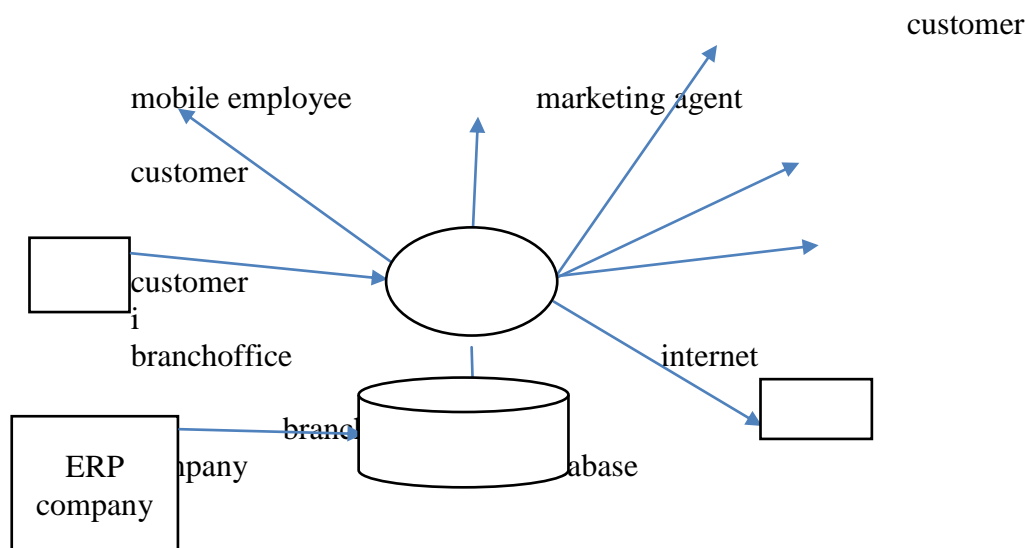 customer
mobile employee marketing agent
customer
customer
i
branchoffice internet
ERP
company